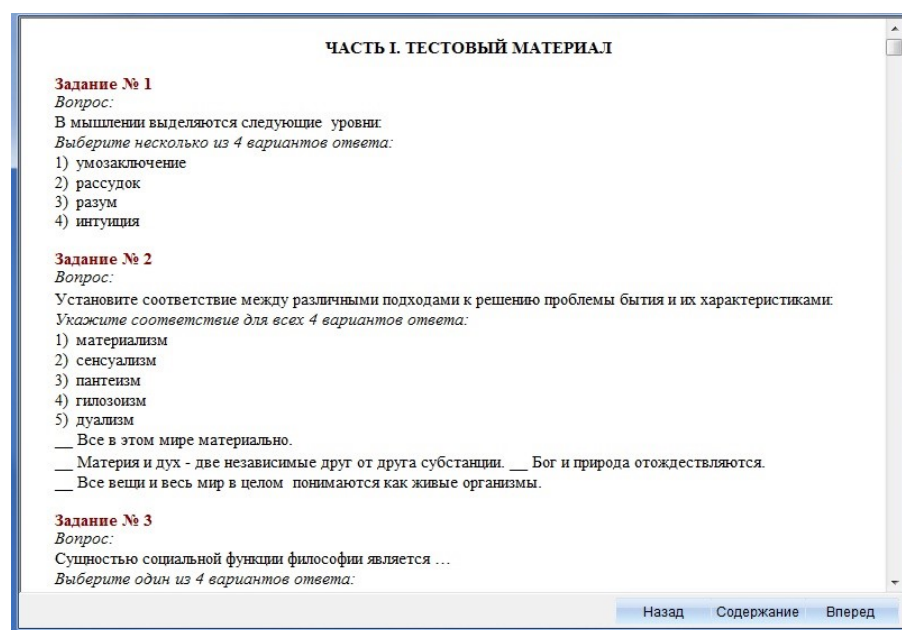 ЧАСТЬ I. ТЕСТОВЫЙ МАТЕРИАЛ
Задание № 1
Вопрос:
В мышлении выделяются следующие уровни:
Выберите несколько из 4 вариантов ответа:
1) умозаключение
2) рассудок
3) разум
4) интуиция
Задание № 2
Вопрос:
Установите соответствие между различными подходами к решению проблемы бытия и их характеристиками:
Укажите соответствие для всех 4 вариантов ответа:
1) материализм
2) сенсуализм
3) пантеизм
4) гилозоизм
5) дуализм
__ Все в этом мире материально.
__ Материя и дух - две независимые друг от друга субстанции. __ Бог и природа отождествляются.
__ Все вещи и весь мир в целом понимаются как живые организмы.
Задание № 3
Вопрос:
Сущностью социальной функции философии является …
Выберите один из 4 вариантов ответа:
Назад Содержание Вперед